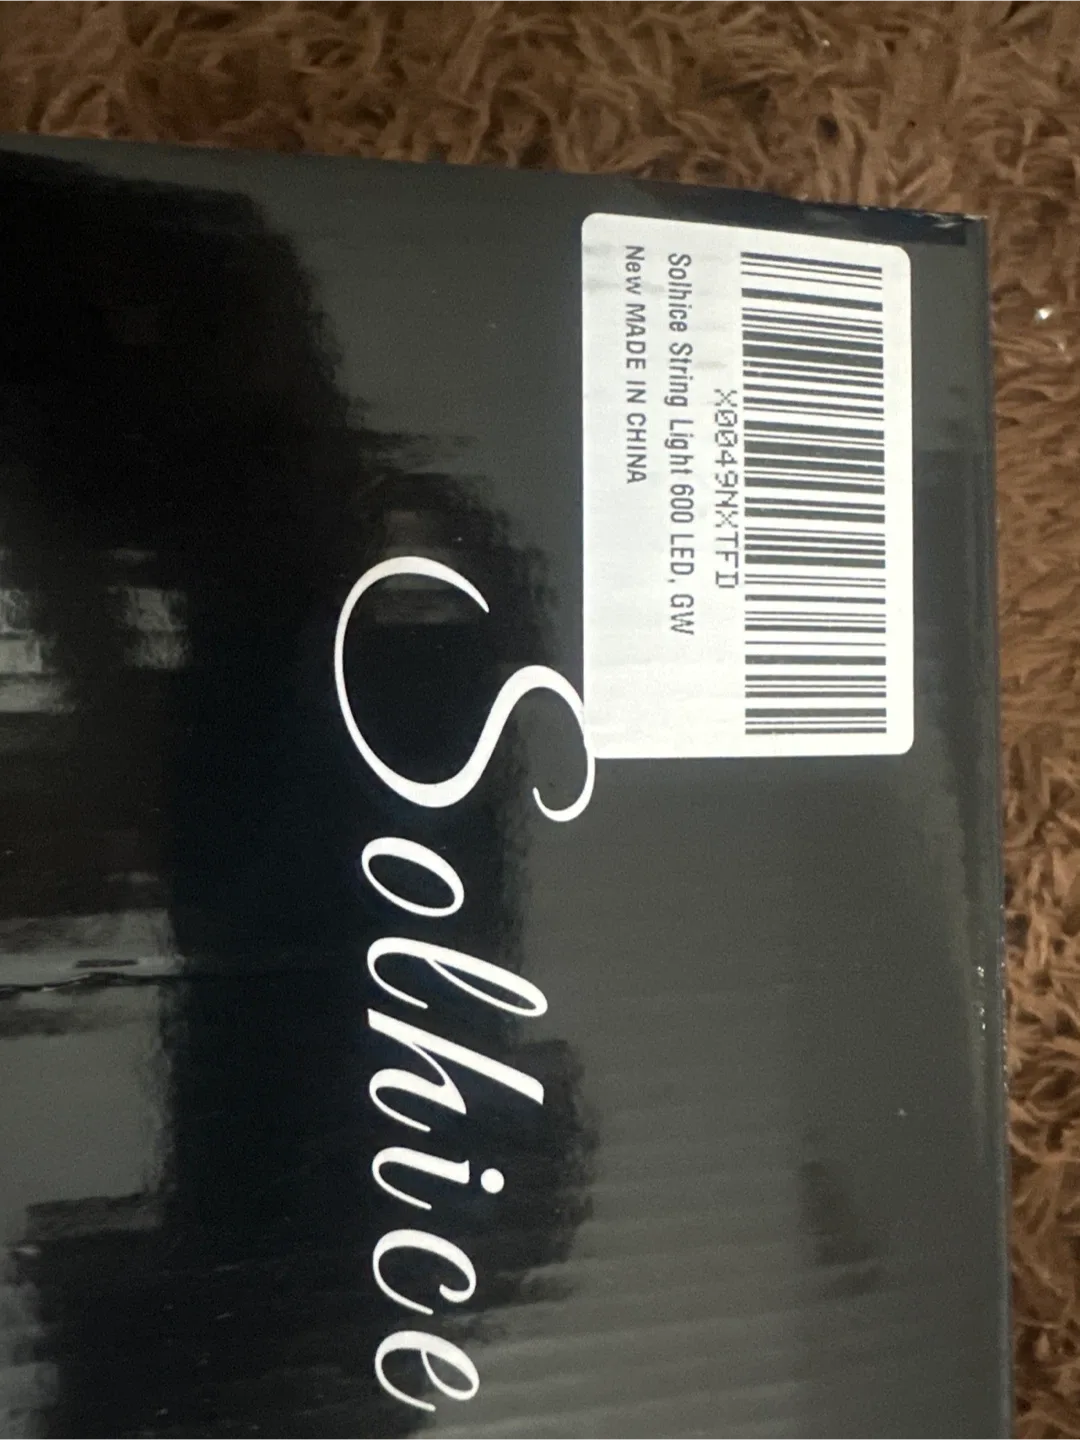 X0049NXTFD
Solhice String Light 600 LED, GW
New MADE IN CHINA
Solhice